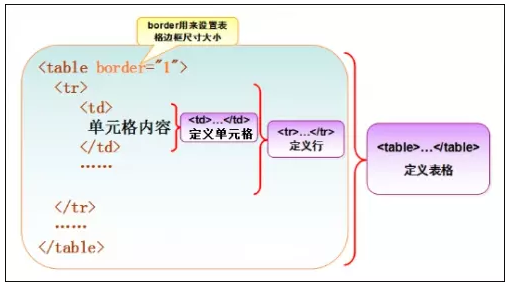 border用来设置表
格边框尺寸大小
<table border="1">
<tr>
<td>
单元格内容
</td>
……
</tr>
……
</table>
<td>…</td>
定义单元格
<tr>…</tr>
定义行
<table>…</table>
定义表格